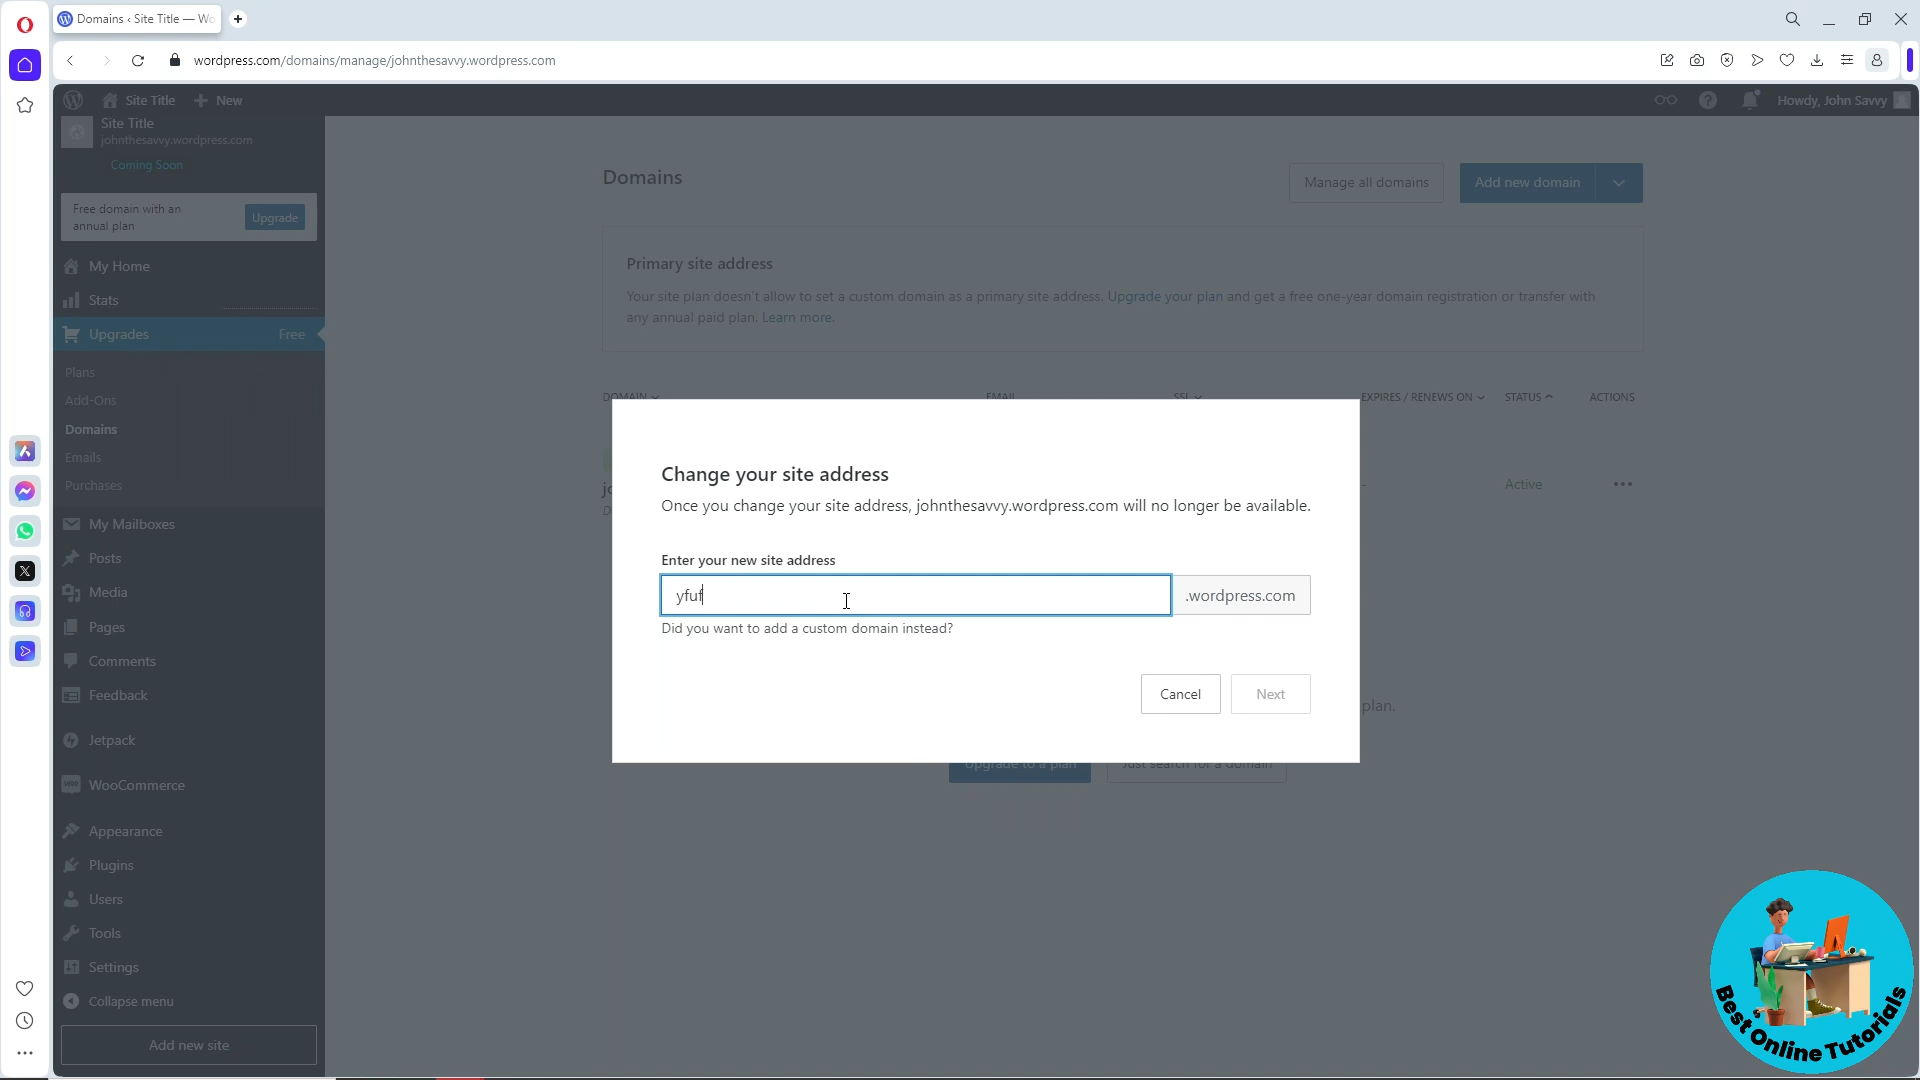 Domains ‹ Site Title — Wo
wordpress.com/domains/manage/johnthesavvy.wordpress.com
Site Title
New
Howdy, John Savvy
Site Title
johnthesavvy.wordpress.com
Coming Soon
Free domain with an
annual plan
Upgrade
My Home
Stats
Upgrades
Free
Plans
Add-Ons
Domains
Emails
Purchases
My Mailboxes
Posts
Media
Pages
Comments
Feedback
Jetpack
WooCommerce
Appearance
Plugins
Users
Tools
Settings
Collapse menu
Add new site
Domains
Manage all domains
Add new domain
Primary site address
Your site plan doesn't allow to set a custom domain as a primary site address. Upgrade your plan and get a free one-year domain registration or transfer with
any annual paid plan. Learn more.
DOMAIN
EMAIL
SSL
EXPIRES / RENEWS ON
STATUS
ACTIONS
Active
Change your site address
Once you change your site address, johnthesavvy.wordpress.com will no longer be available.
Enter your new site address
yfuf
.wordpress.com
Did you want to add a custom domain instead?
Cancel
Next
plan.
Upgrade to a plan
Just search for a domain
Best Online Tutorials